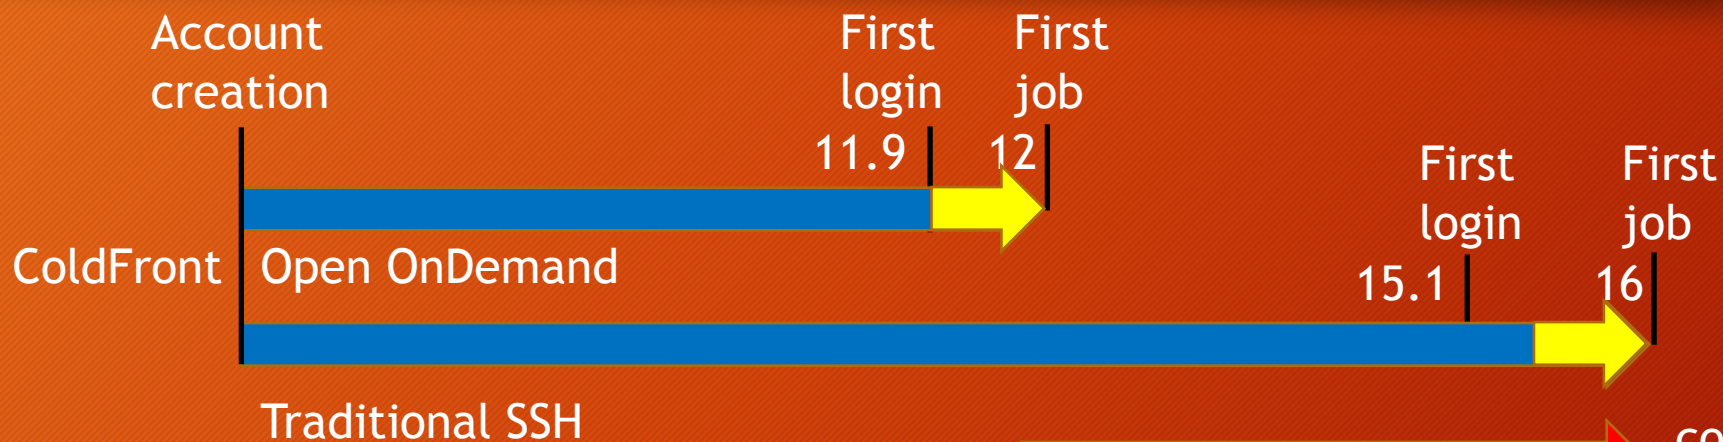 Account
creation
First
login
First
job
11.9
12
First
login
First
job
ColdFront
Open OnDemand
15.1
16
Traditional SSH